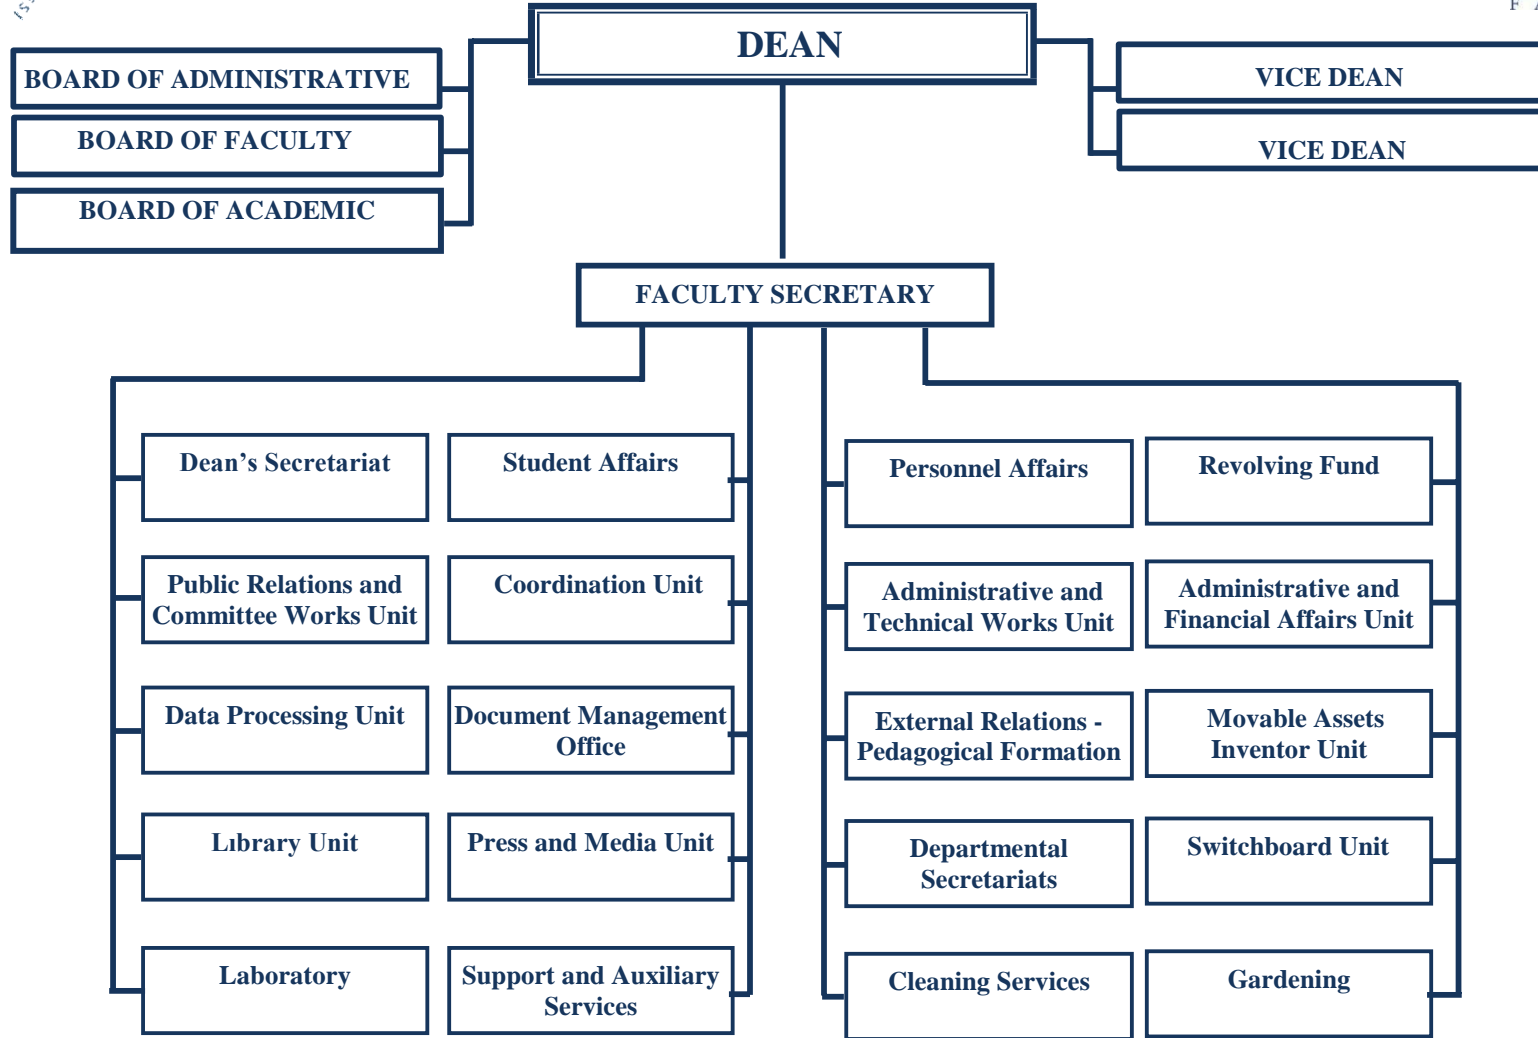 DEAN
BOARD OF ADMINISTRATIVE
BOARD OF FACULTY
BOARD OF ACADEMIC
VICE DEAN
VICE DEAN
FACULTY SECRETARY
Dean’s Secretariat
Student Affairs
Personnel Affairs
Revolving Fund
Public Relations and
Committee Works Unit
Coordination Unit
Administrative and
Technical Works Unit
Administrative and
Financial Affairs Unit
Data Processing Unit
Document Management
Office
External Relations -
Pedagogical Formation
Movable Assets
Inventor Unit
Lıbrary Unit
Press and Media Unit
Departmental
Secretariats
Switchboard Unit
Laboratory
Support and Auxiliary
Services
Cleaning Services
Gardening